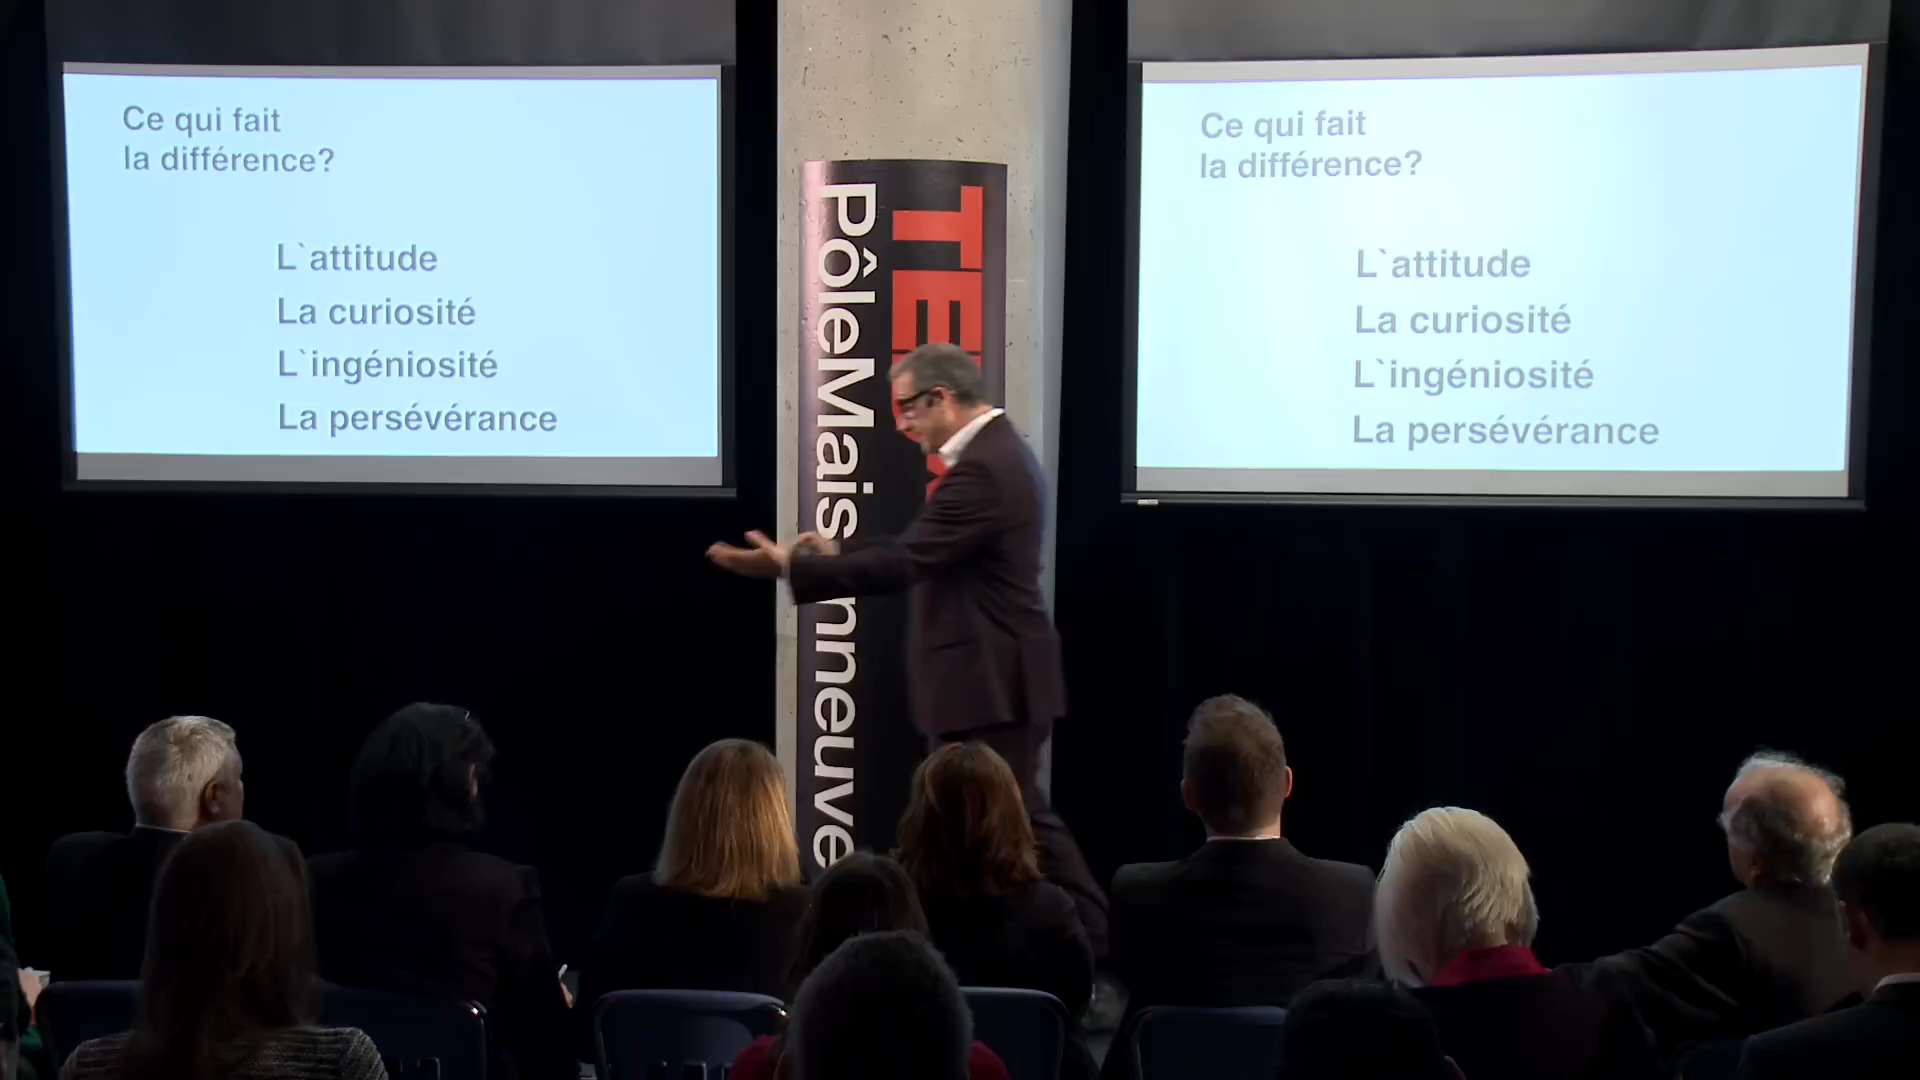 Ce qui fait
la différence?
L`attitude
La curiosité
L`ingéniosité
La persévérance
PôleMais nneuve
Ce qui fait
la différence?
L`attitude
La curiosité
L`ingéniosité
La persévérance